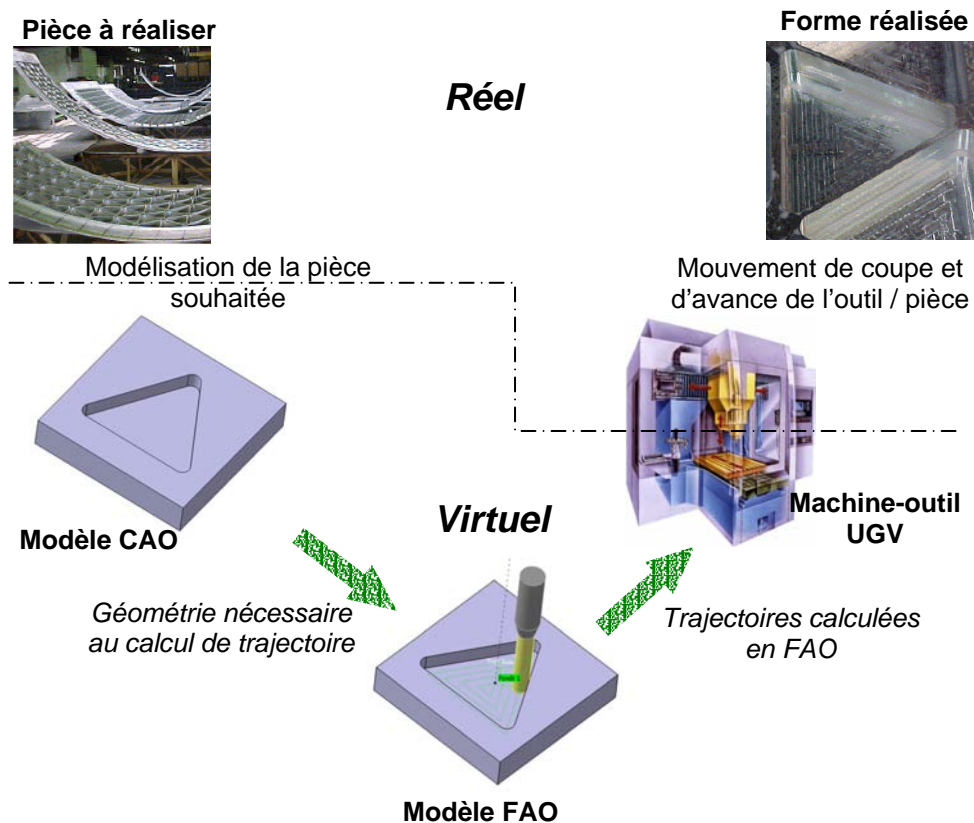 Pièce à réaliser
Forme réalisée
Réel
Modélisation de la pièce
souhaitée
Mouvement de coupe et
d'avance de l'outil / pièce
Modèle CAO
Virtuel
Machine-outil
UGV
Géométrie nécessaire
au calcul de trajectoire
Trajectoires calculées
en FAO
Modèle FAO